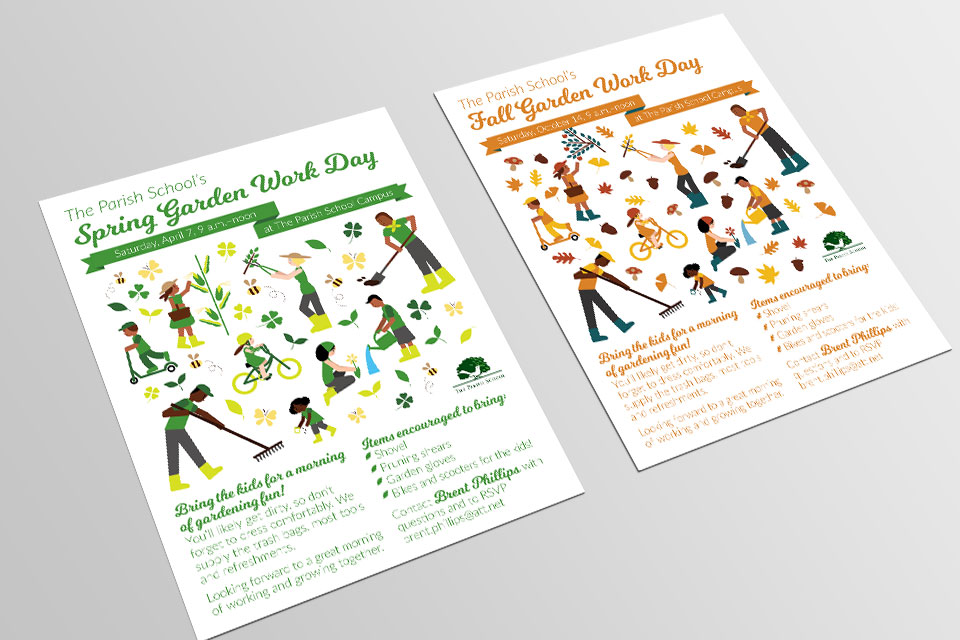 The Parish School's
Spring Garden Work Day
Saturday, April 7, 9 a.m.–noon
at The Parish School Campus
The Parish School
Bring the kids for a morning
of gardening fun!
You'll likely get dirty, so don't
forget to dress comfortably. We
supply the trash bags, most tools
and refreshments.
Looking forward to a great morning
of working and growing together.
Items encouraged to bring:
Shovel
Pruning shears
Garden gloves
Bikes and scooters for the kids!
Contact Brent Phillips with
questions and to RSVP
brent.phillips@att.net
The Parish School's
Fall Garden Work Day
Saturday, October 14, 9 a.m.–noon
at The Parish School Campus
The Parish School
Bring the kids for a morning
of gardening fun!
You'll likely get dirty, so don't
forget to dress comfortably. We
supply the trash bags, most tools
and refreshments.
Looking forward to a great morning
of working and growing together.
Items encouraged to bring:
Shovel
Pruning shears
Garden gloves
Bikes and scooters for the kids!
Contact Brent Phillips with
questions and to RSVP
brent.phillips@att.net